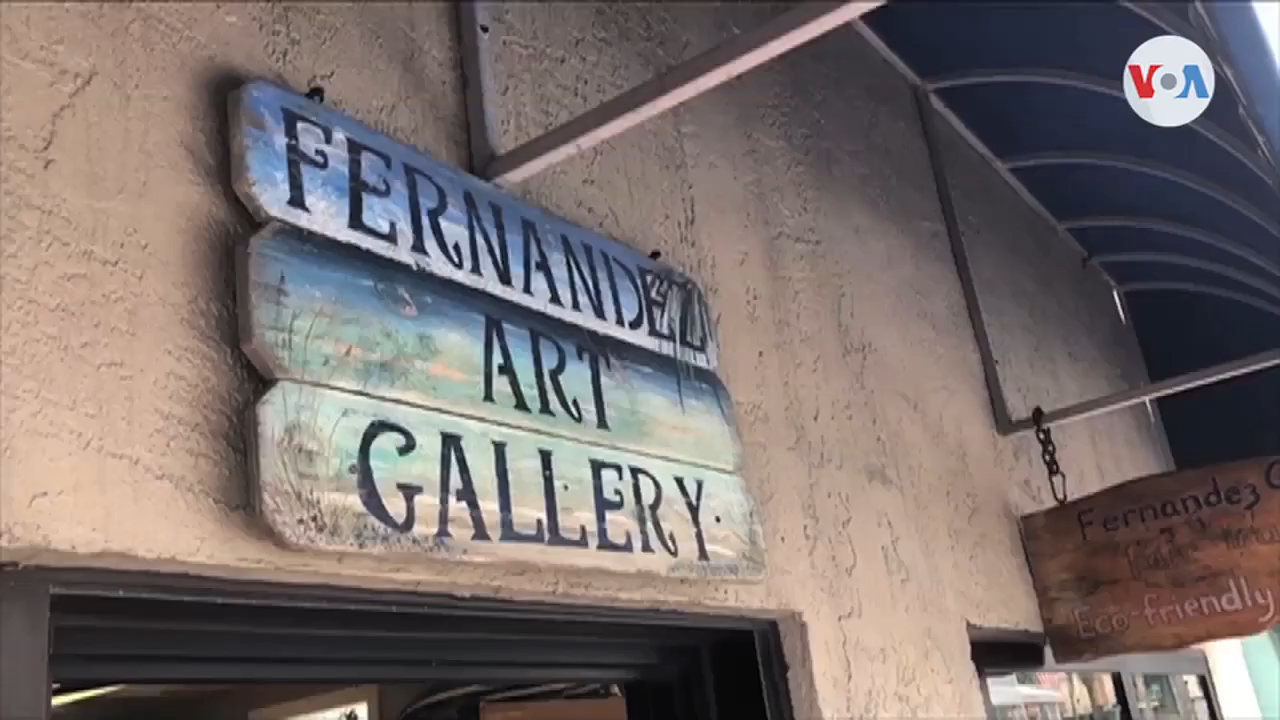 VOA
FERNANDEZ
ART
GALLERY.
Fernandez
Eco-friendly